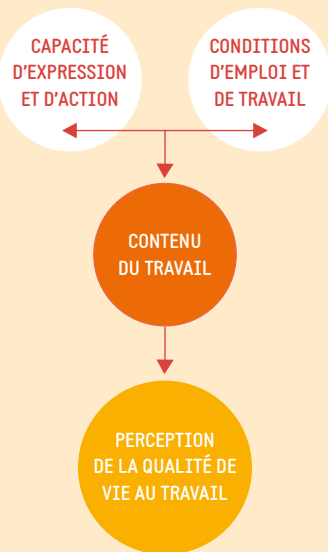 CAPACITÉ
D'EXPRESSION
ET D'ACTION
CONDITIONS
D'EMPLOI ET
DE TRAVAIL
CONTENU
DU TRAVAIL
PERCEPTION
DE LA QUALITÉ DE
VIE AU TRAVAIL